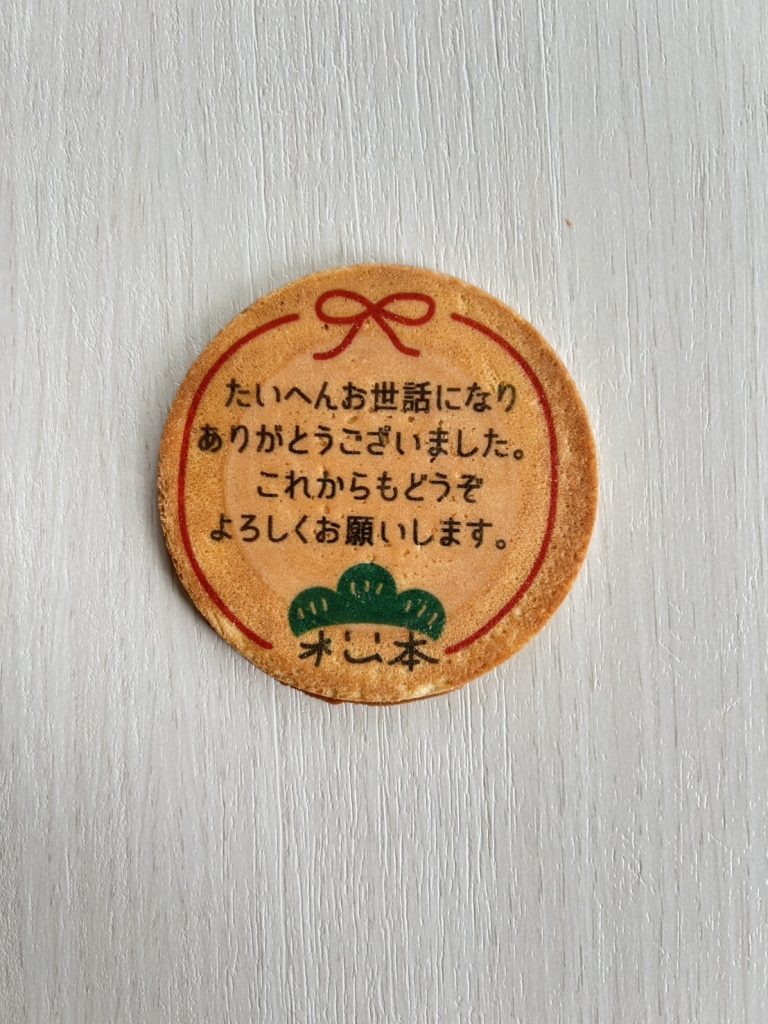 たいへんお世話になり
ありがとうございました。
これからもどうぞ
よろしくお願いします。